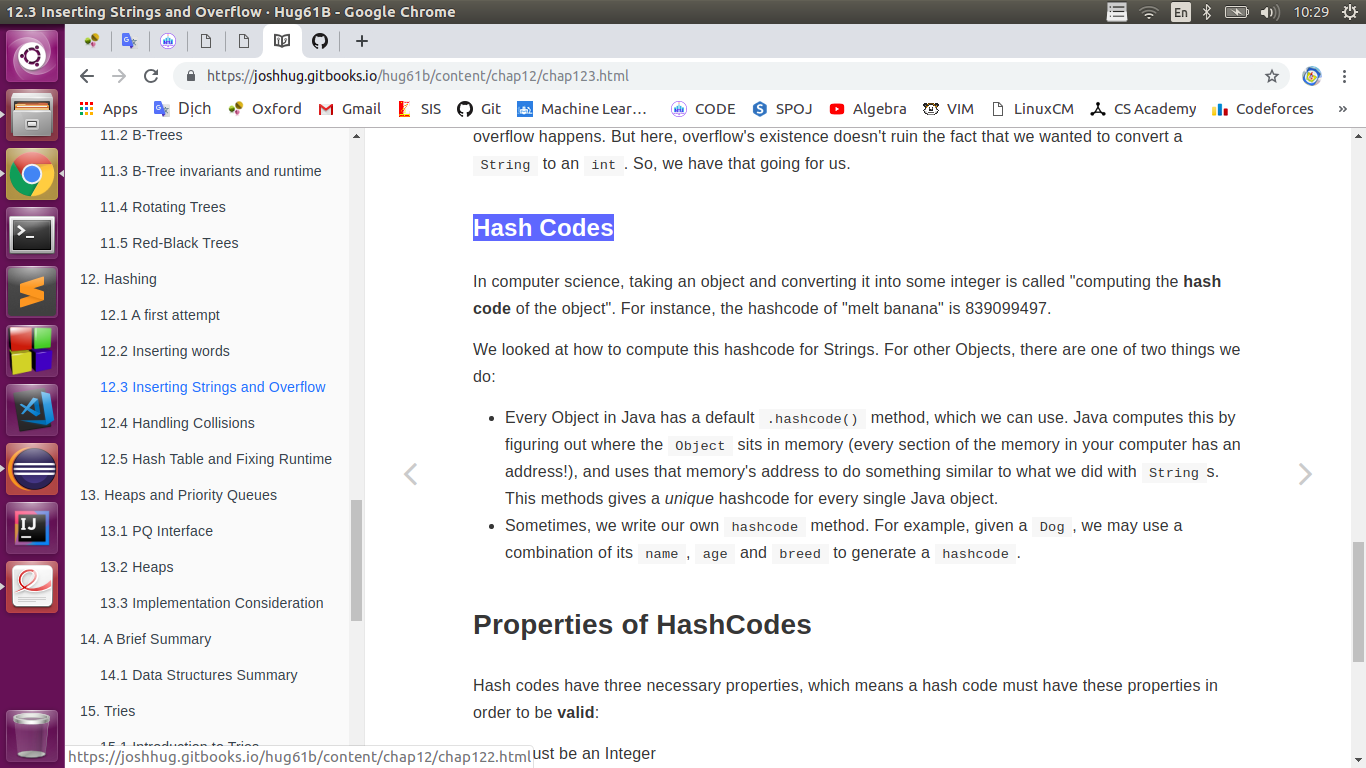 12.3 Inserting Strings and Overflow · Hug61B - Google Chrome
En
10:29
https://joshhug.gitbooks.io/hug61b/content/chap12/chap123.html
Apps
Dịch
Oxford
Gmail
SIS
Git
Machine Lear…
CODE
SPOJ
Algebra
VIM
LinuxCM
CS Academy
Codeforces
»
11.2 B-Trees
11.3 B-Tree invariants and runtime
11.4 Rotating Trees
11.5 Red-Black Trees
12. Hashing
12.1 A first attempt
12.2 Inserting words
12.3 Inserting Strings and Overflow
12.4 Handling Collisions
12.5 Hash Table and Fixing Runtime
13. Heaps and Priority Queues
13.1 PQ Interface
13.2 Heaps
13.3 Implementation Consideration
14. A Brief Summary
14.1 Data Structures Summary
15. Tries
15.1 Introduction to Tries
https://joshhug.gitbooks.io/hug61b/content/chap12/chap122.html
overflow happens. But here, overflow's existence doesn't ruin the fact that we wanted to convert a
String to an int . So, we have that going for us.
Hash Codes
In computer science, taking an object and converting it into some integer is called "computing the hash
code of the object". For instance, the hashcode of "melt banana" is 839099497.
We looked at how to compute this hashcode for Strings. For other Objects, there are one of two things we
do:
• Every Object in Java has a default .hashcode() method, which we can use. Java computes this by
figuring out where the Object sits in memory (every section of the memory in your computer has an
address!), and uses that memory's address to do something similar to what we did with String s.
This methods gives a unique hashcode for every single Java object.
• Sometimes, we write our own hashcode method. For example, given a Dog , we may use a
combination of its name , age and breed to generate a hashcode .
Properties of HashCodes
Hash codes have three necessary properties, which means a hash code must have these properties in
order to be valid:
ust be an Integer
IJ